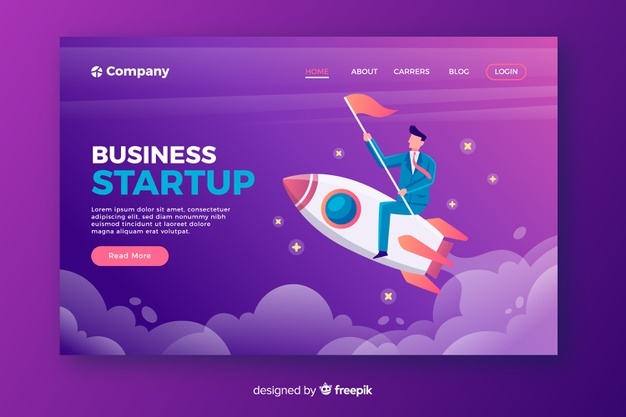 Company
HOME ABOUT CARRERS BLOG LOGIN
BUSINESS
STARTUP
Lorem ipsum dolor sit amet, consectetuer
adipiscing elit, sed diam nonummy
nibh euismod tincidunt ut laoreet dolore
magna aliquam erat volutpat.
Read More
designed by freepik